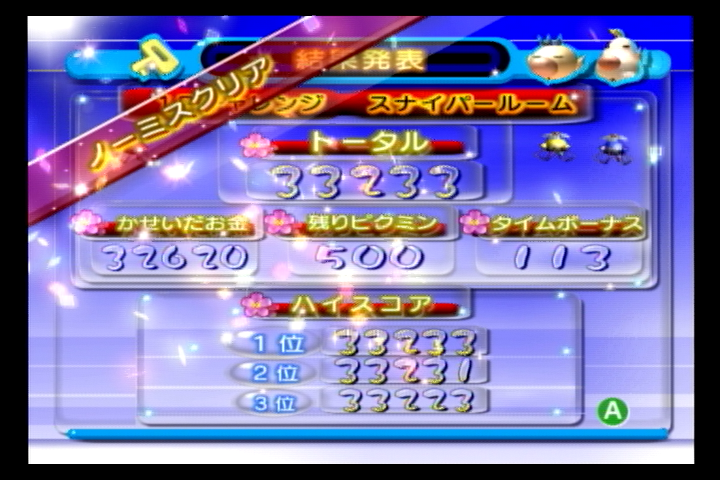 結果発表
ノーミスクリア
チャレンジ スナイパールーム
トータル
33233
かせいだお金 残りピクミン タイムボーナス
32620 500 113
ハイスコア
1位 33233
2位 33231
3位 33223
A